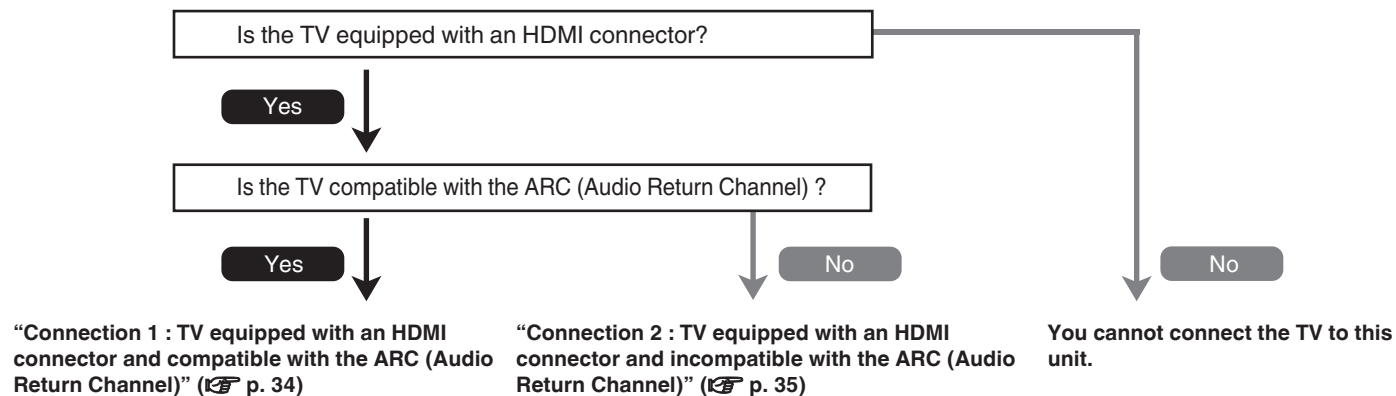 Is the TV equipped with an HDMI connector?
Yes
Is the TV compatible with the ARC (Audio Return Channel) ?
Yes
No
No
“Connection 1 : TV equipped with an HDMI
connector and compatible with the ARC (Audio
Return Channel)” (☞ p. 34)
“Connection 2 : TV equipped with an HDMI
connector and incompatible with the ARC (Audio
Return Channel)” (☞ p. 35)
You cannot connect the TV to this
unit.